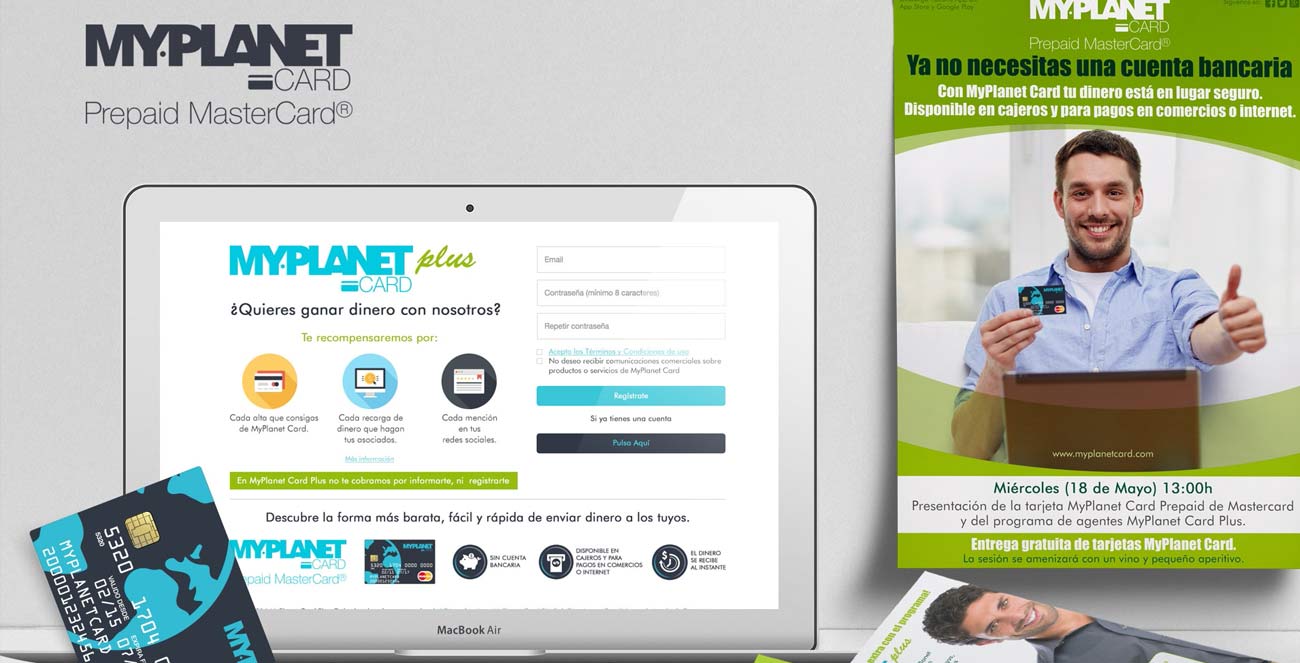 MY·PLANET
CARD
Prepaid MasterCard®
MY·PLANET plus
CARD
¿Quieres ganar dinero con nosotros?
Te recompensaremos por:
Cada alta que consigas
de MyPlanet Card.
Cada recarga de
dinero que hagan
tus asociados.
Cada mención
en tus
redes sociales.
Más información
En MyPlanet Card Plus no te cobramos por informarte, ni registrarte
Email
Contraseña (mínimo 8 caracteres)
Repetir contraseña
Acepto los Términos y Condiciones de uso
No deseo recibir comunicaciones comerciales sobre
productos o servicios de MyPlanet Card
Regístrate
Si ya tienes una cuenta
Pulsa Aquí
Descubre la forma más barata, fácil y rápida de enviar dinero a los tuyos.
MY·PLANET
CARD
Prepaid MasterCard®
SIN CUENTA
BANCARIA
DISPONIBLE EN
CAJEROS Y PARA
PAGOS EN COMERCIOS
O INTERNET
EL DINERO
SE RECIBE
AL INSTANTE
MacBook Air
App Store y Google Play
Síguenos en:
MY·PLANET
CARD
Prepaid MasterCard®
Ya no necesitas una cuenta bancaria
Con MyPlanet Card tu dinero está en lugar seguro.
Disponible en cajeros y para pagos en comercios o internet.
www.myplanetcard.com
Miércoles (18 de Mayo) 13:00h
Presentación de la tarjeta MyPlanet Card Prepaid de Mastercard
y del programa de agentes MyPlanet Card Plus.
Entrega gratuita de tarjetas MyPlanet Card.
La sesión se amenizará con un vino y pequeño aperitivo.
5320 1704
5320
VALIDO DESDE
02/15 07/
MYPLANETCARD
20001232456
MY·PL
extra con el programa!
plus